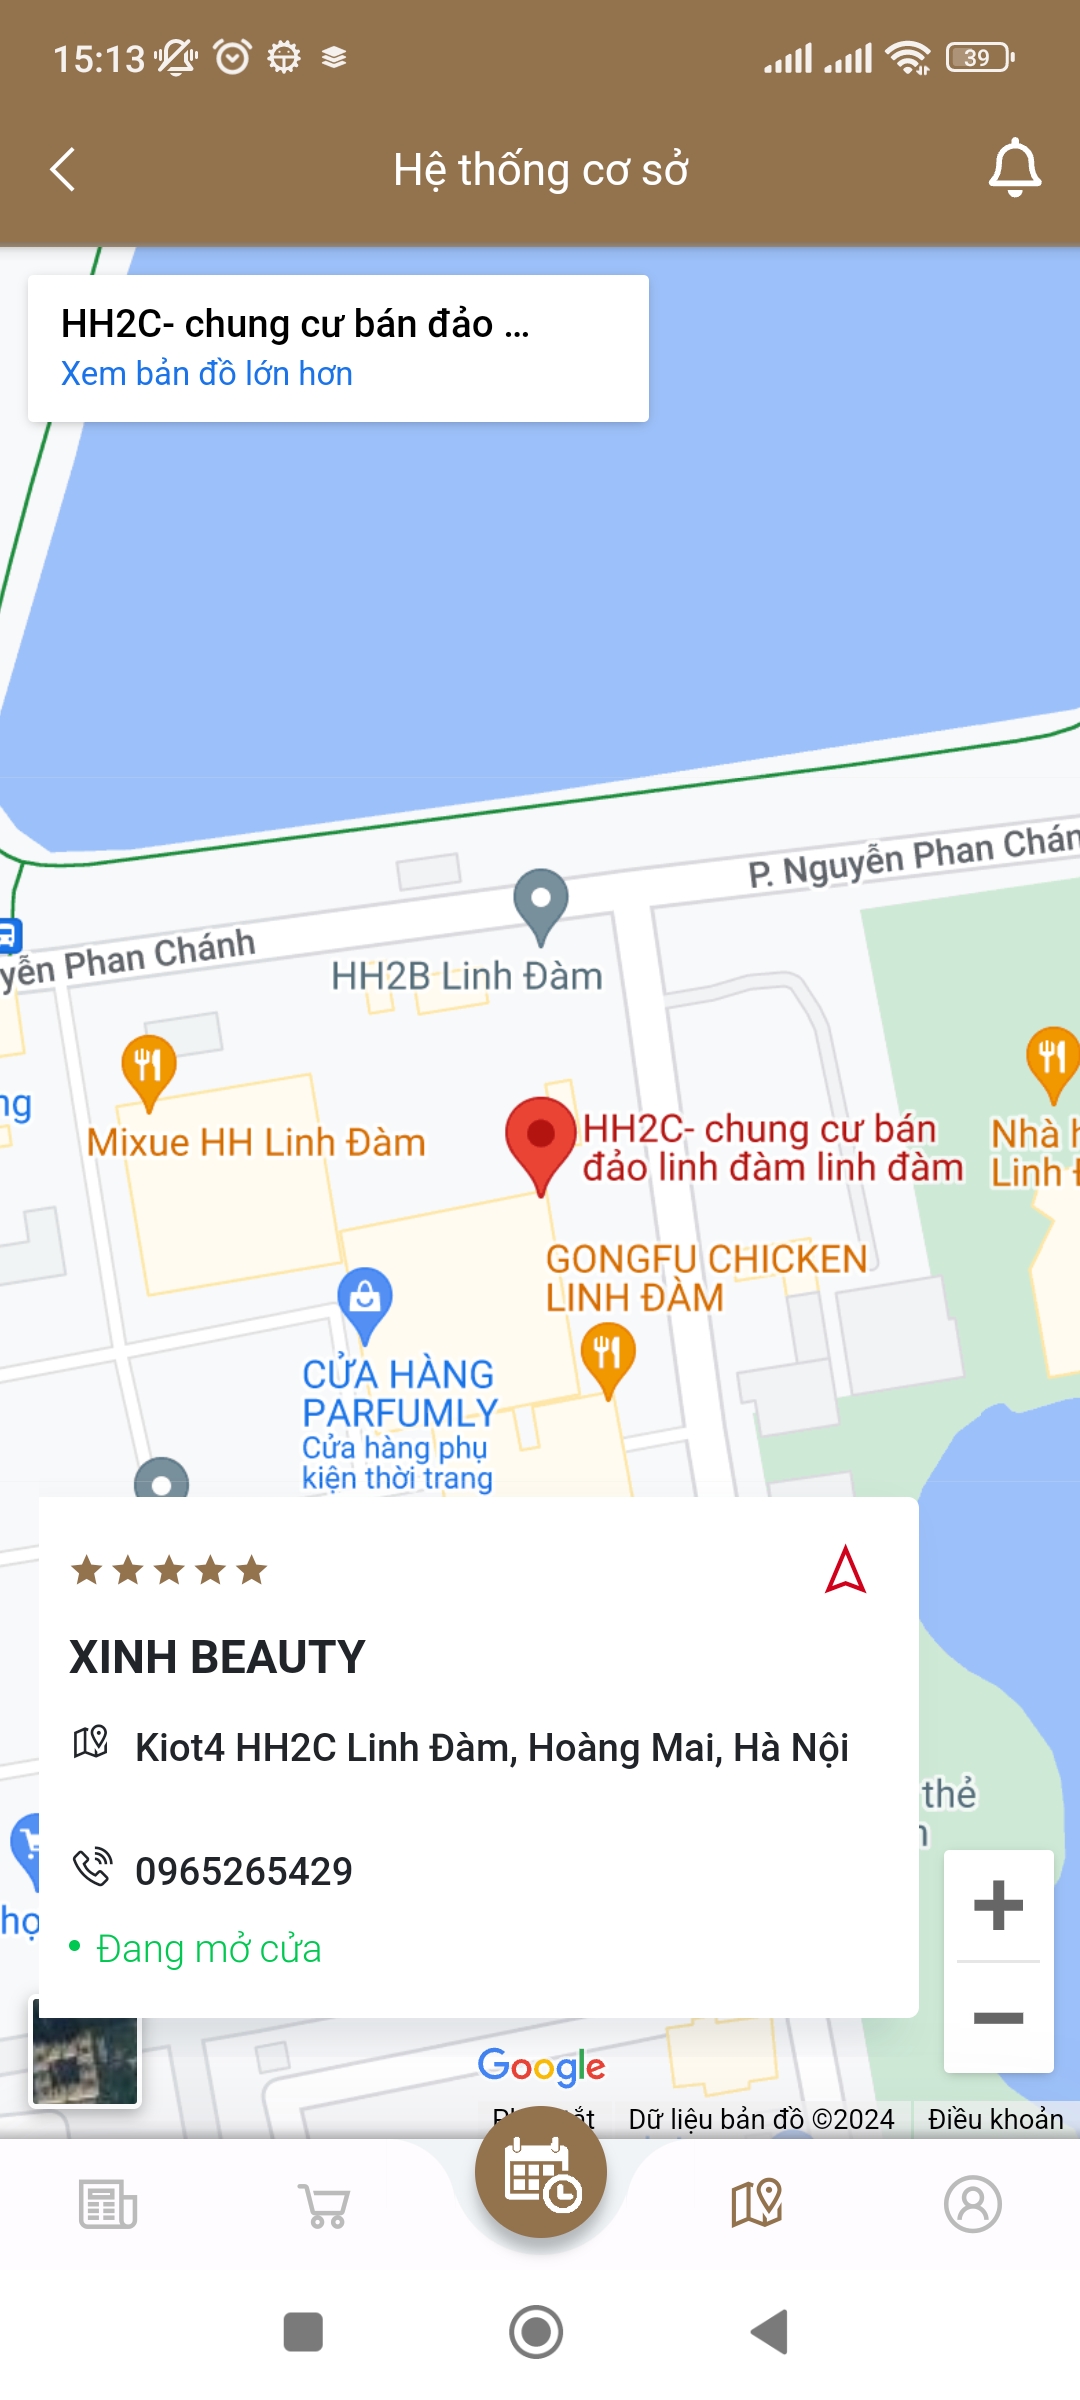 15:13
39
Hệ thống cơ sở
HH2C- chung cư bán đảo ...
Xem bản đồ lớn hơn
P. Nguyễn Phan Chán
yễn Phan Chánh
HH2B Linh Đàm
ng
Mixue HH Linh Đàm
HH2C- chung cư bán
đảo linh đàm linh đàm
Nhà h
Linh
GONGFU CHICKEN
LINH ĐÀM
CỬA HÀNG
PARFUMLY
Cửa hàng phụ
kiện thời trang
XINH BEAUTY
Kiot4 HH2C Linh Đàm, Hoàng Mai, Hà Nội
thẻ
0965265429
họ
Đang mở cửa
Google
Dữ liệu bản đồ ©2024
Điều khoản